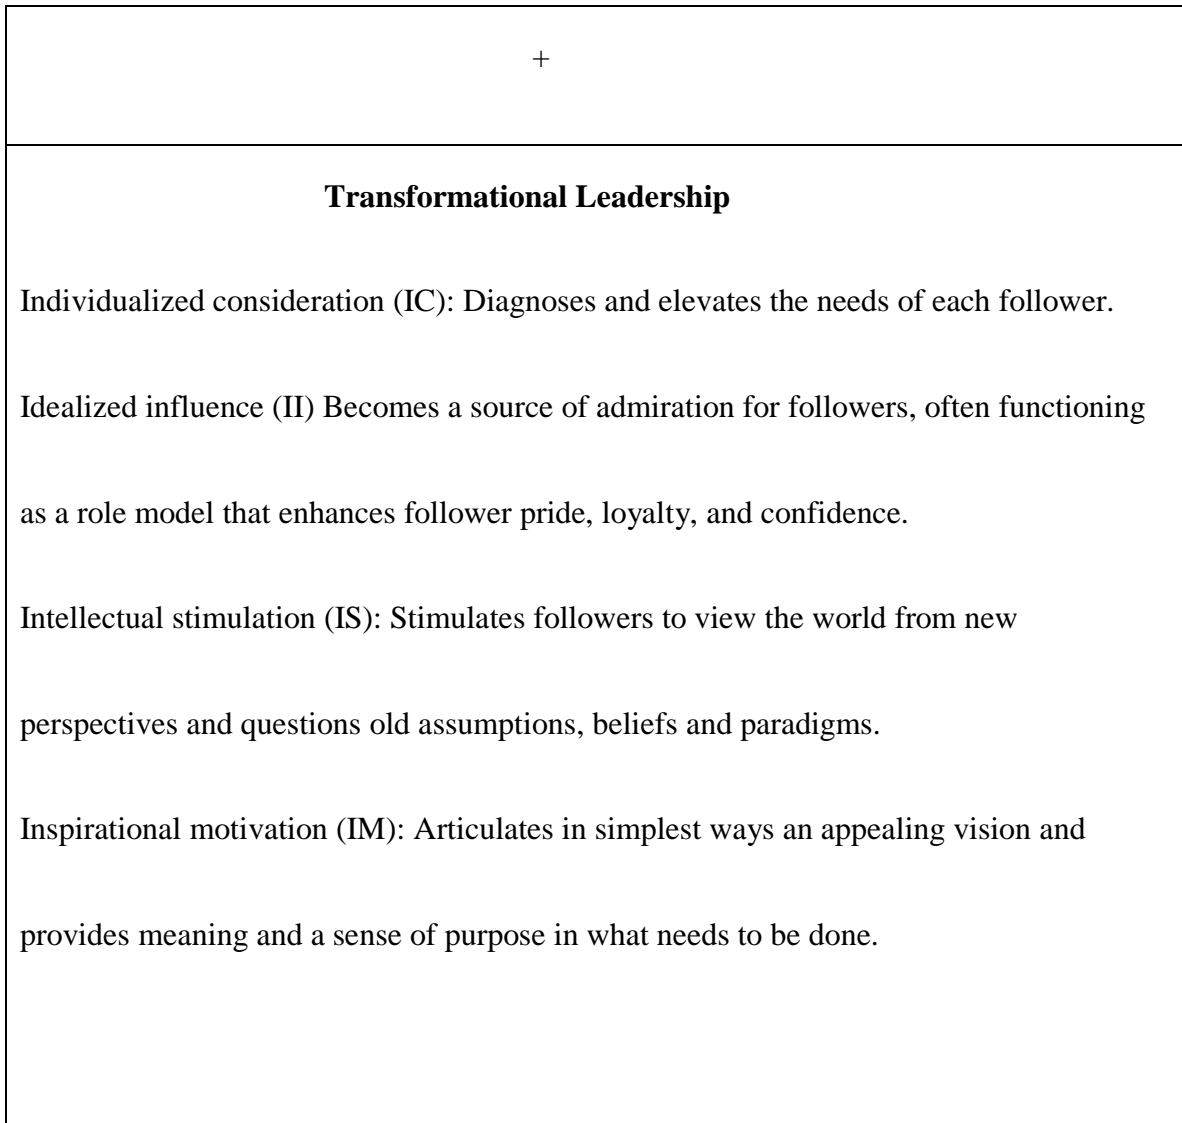 +
Transformational Leadership
Individualized consideration (IC): Diagnoses and elevates the needs of each follower.
Idealized influence (II) Becomes a source of admiration for followers, often functioning
as a role model that enhances follower pride, loyalty, and confidence.
Intellectual stimulation (IS): Stimulates followers to view the world from new
perspectives and questions old assumptions, beliefs and paradigms.
Inspirational motivation (IM): Articulates in simplest ways an appealing vision and
provides meaning and a sense of purpose in what needs to be done.